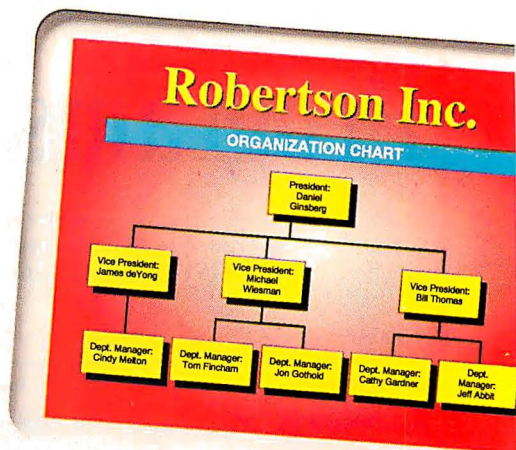 Robertson Inc.
ORGANIZATION CHART
President:
Daniel
Ginsberg
Vice President:
James deYong
Vice President:
Michael
Wiesman
Vice President:
Bill Thomas
Dept. Manager:
Cindy Melton
Dept. Manager:
Tom Fincham
Dept. Manager:
Jon Gothold
Dept. Manager:
Cathy Gardner
Dept.
Manager:
Jeff Abbit